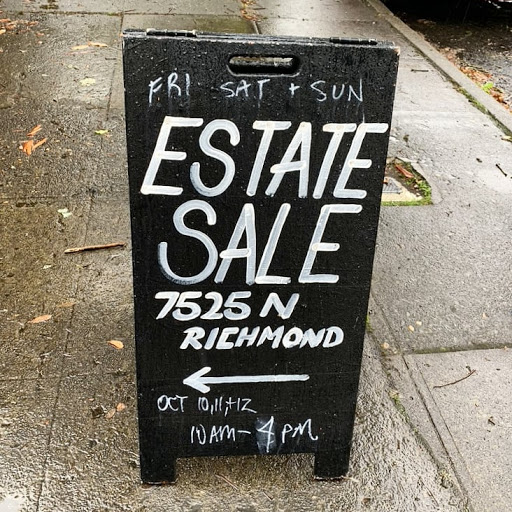 FRI SAT + SUN
ESTATE
SALE
7525 N
RICHMOND
OCT 10,11,+12
10AM-4PM